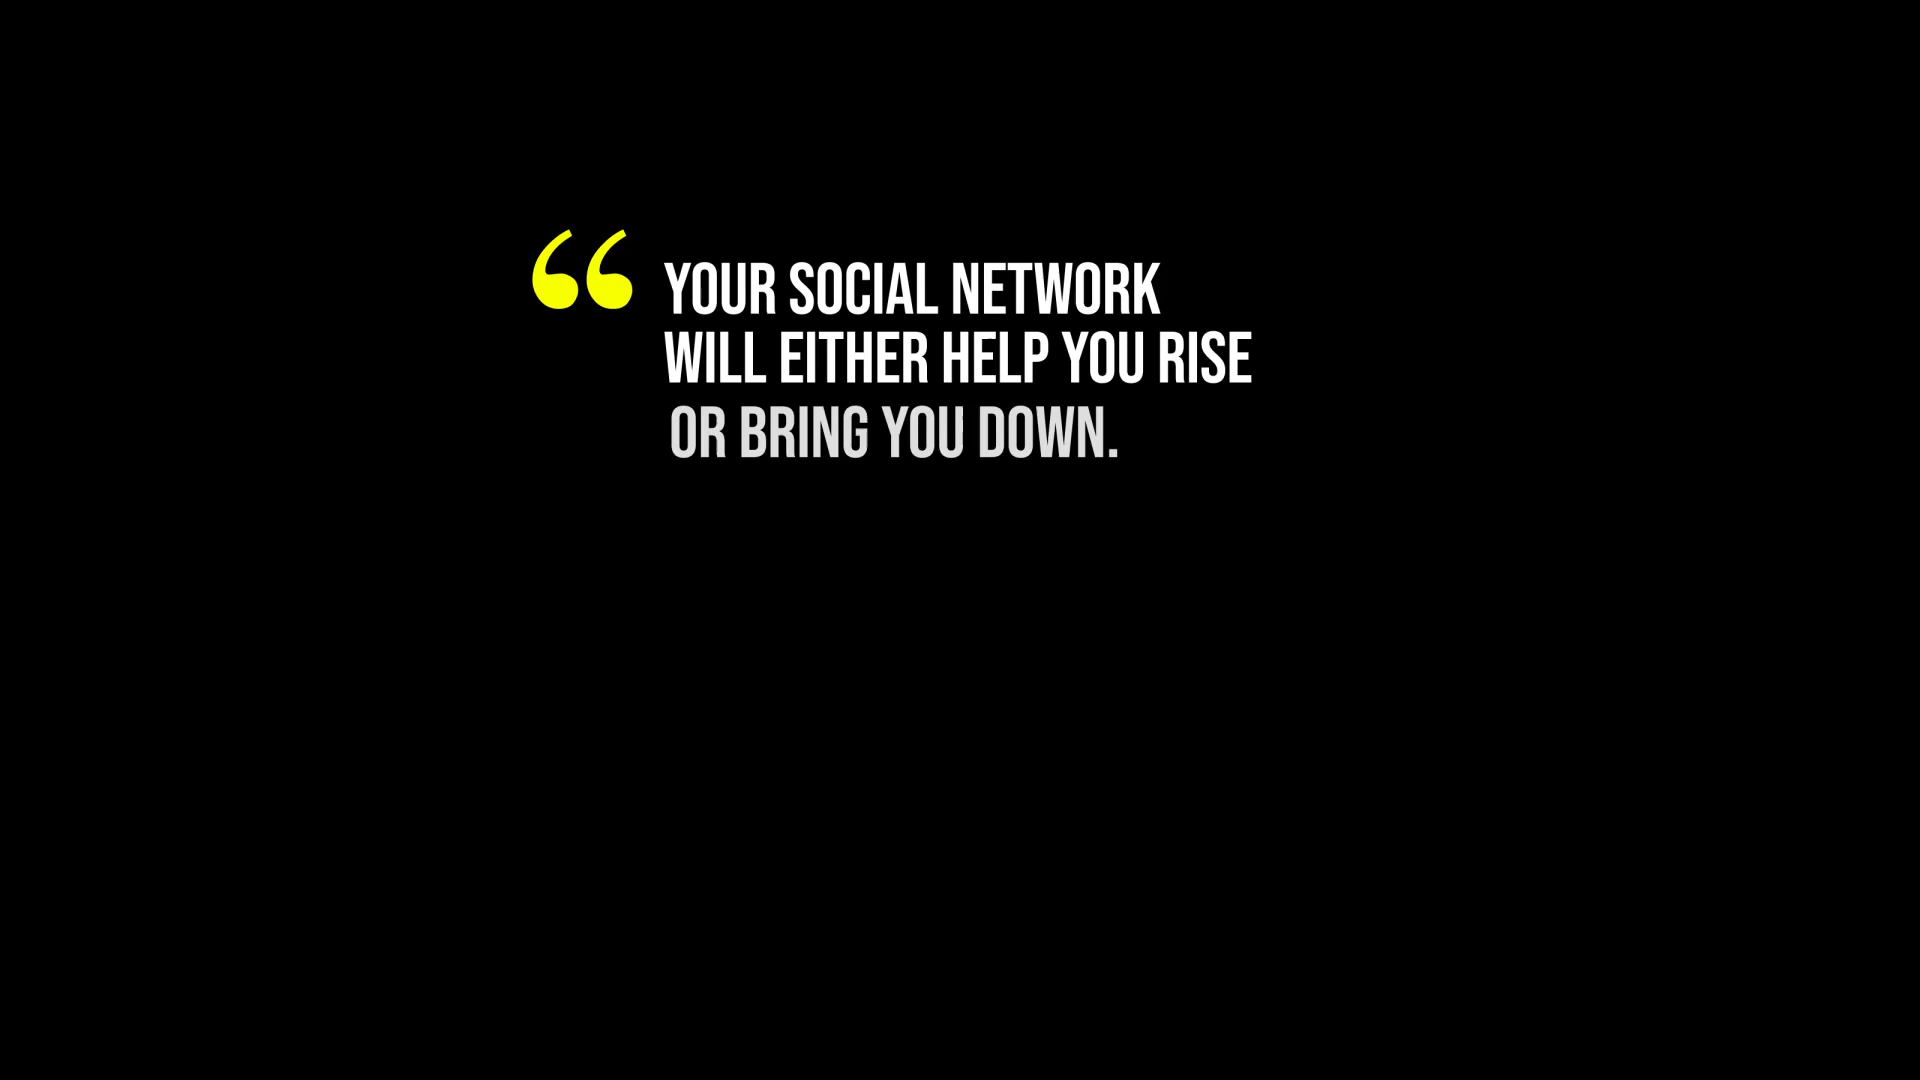 “ YOUR SOCIAL NETWORK
WILL EITHER HELP YOU RISE
OR BRING YOU DOWN.